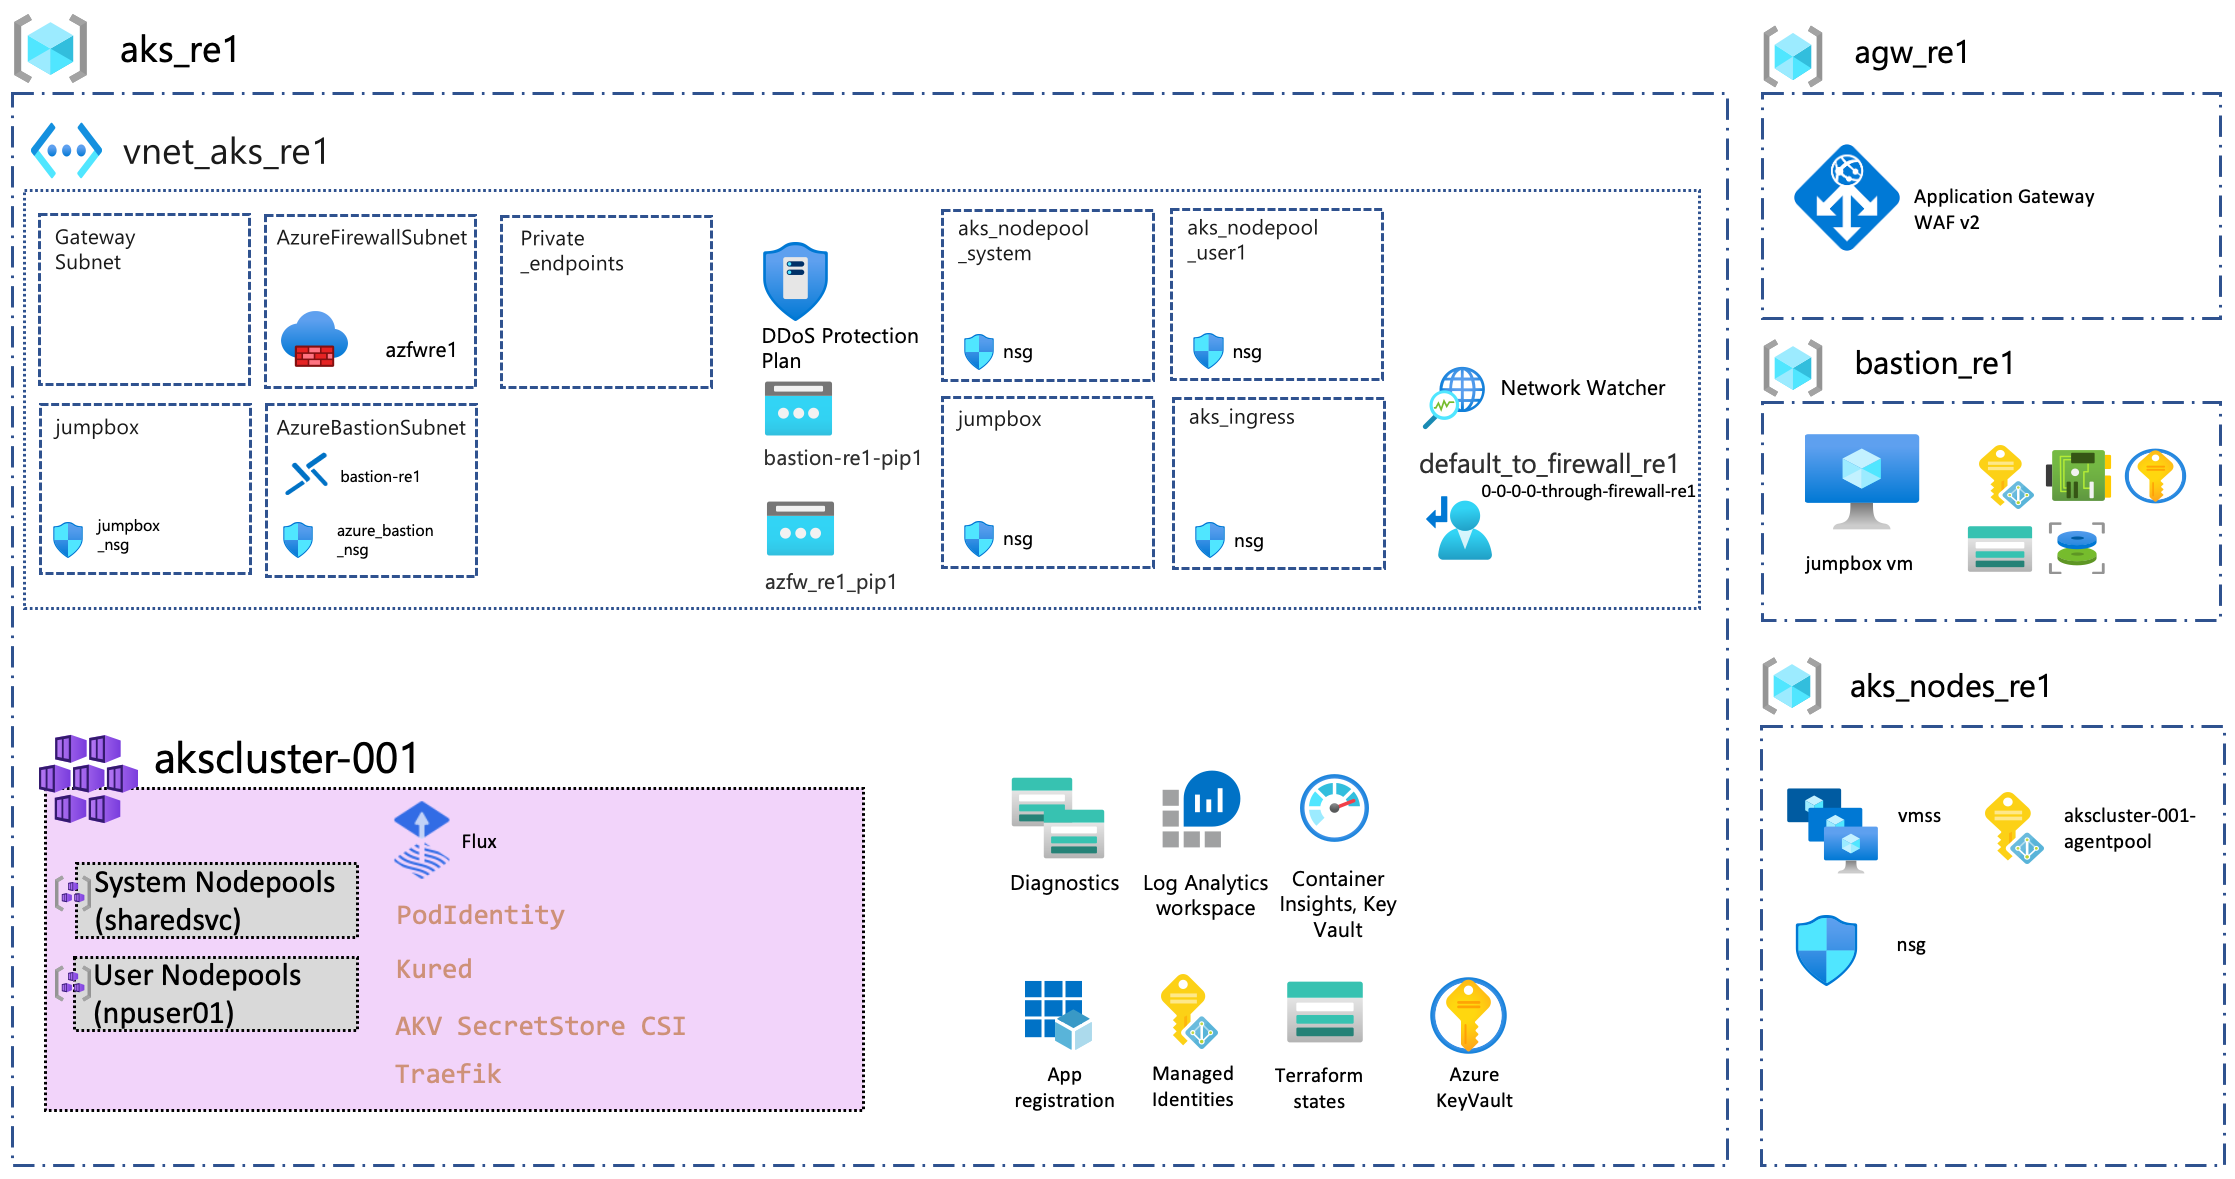 aks_re1
vnet_aks_re1
Gateway
Subnet
AzureFirewallSubnet
azfwre1
Private
_endpoints
jumpbox
jumpbox
_nsg
AzureBastionSubnet
bastion-re1
azure_bastion
_nsg
DDoS Protection
Plan
bastion-re1-pip1
azfw_re1_pip1
aks_nodepool
_system
nsg
aks_nodepool
_user1
nsg
jumpbox
nsg
aks_ingress
nsg
Network Watcher
default_to_firewall_re1
0-0-0-0-through-firewall-re1
akscluster-001
System Nodepools
(sharedsvc)
User Nodepools
(npuser01)
Flux
PodIdentity
Kured
AKV SecretStore CSI
Traefik
Diagnostics
Log Analytics
workspace
Container
Insights, Key
Vault
App
registration
Managed
Identities
Terraform
states
Azure
KeyVault
agw_re1
Application Gateway
WAF v2
bastion_re1
jumpbox vm
aks_nodes_re1
vmss
akscluster-001-
agentpool
nsg